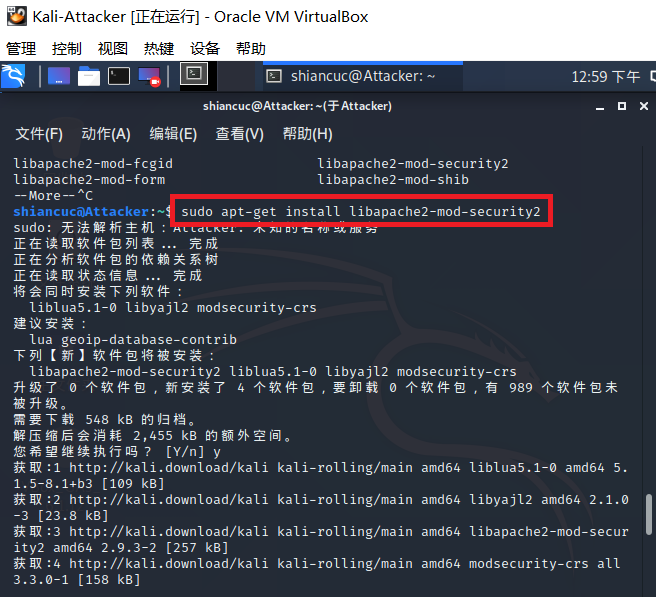 Kali-Attacker [正在运行] - Oracle VM VirtualBox
管理 控制 视图 热键 设备 帮助
shiancuc@Attacker: ~ 12:59 下午
shiancuc@Attacker:~(于 Attacker)
文件(F) 动作(A) 编辑(E) 查看(V) 帮助(H)
libapache2-mod-fcgid libapache2-mod-security2
libapache2-mod-form libapache2-mod-shib
--More--^C
shiancuc@Attacker:~$ sudo apt-get install libapache2-mod-security2
sudo: 无法解析主机：Attacker: 未知的名称或服务
正在读取软件包列表... 完成
正在分析软件包的依赖关系树
正在读取状态信息... 完成
将会同时安装下列软件：
liblua5.1-0 libyajl2 modsecurity-crs
建议安装：
lua geoip-database-contrib
下列【新】软件包将被安装：
libapache2-mod-security2 liblua5.1-0 libyajl2 modsecurity-crs
升级了 0 个软件包，新安装了 4 个软件包，要卸载 0 个软件包，有 989 个软件包未
被升级。
需要下载 548 kB 的归档。
解压缩后会消耗 2,455 kB 的额外空间。
您希望继续执行吗？ [Y/n] y
获取:1 http://kali.download/kali kali-rolling/main amd64 liblua5.1-0 amd64 5.
1.5-8.1+b3 [109 kB]
获取:2 http://kali.download/kali kali-rolling/main amd64 libyajl2 amd64 2.1.0
-3 [23.8 kB]
获取:3 http://kali.download/kali kali-rolling/main amd64 libapache2-mod-secur
ity2 amd64 2.9.3-2 [257 kB]
获取:4 http://kali.download/kali kali-rolling/main amd64 modsecurity-crs all
3.3.0-1 [158 kB]